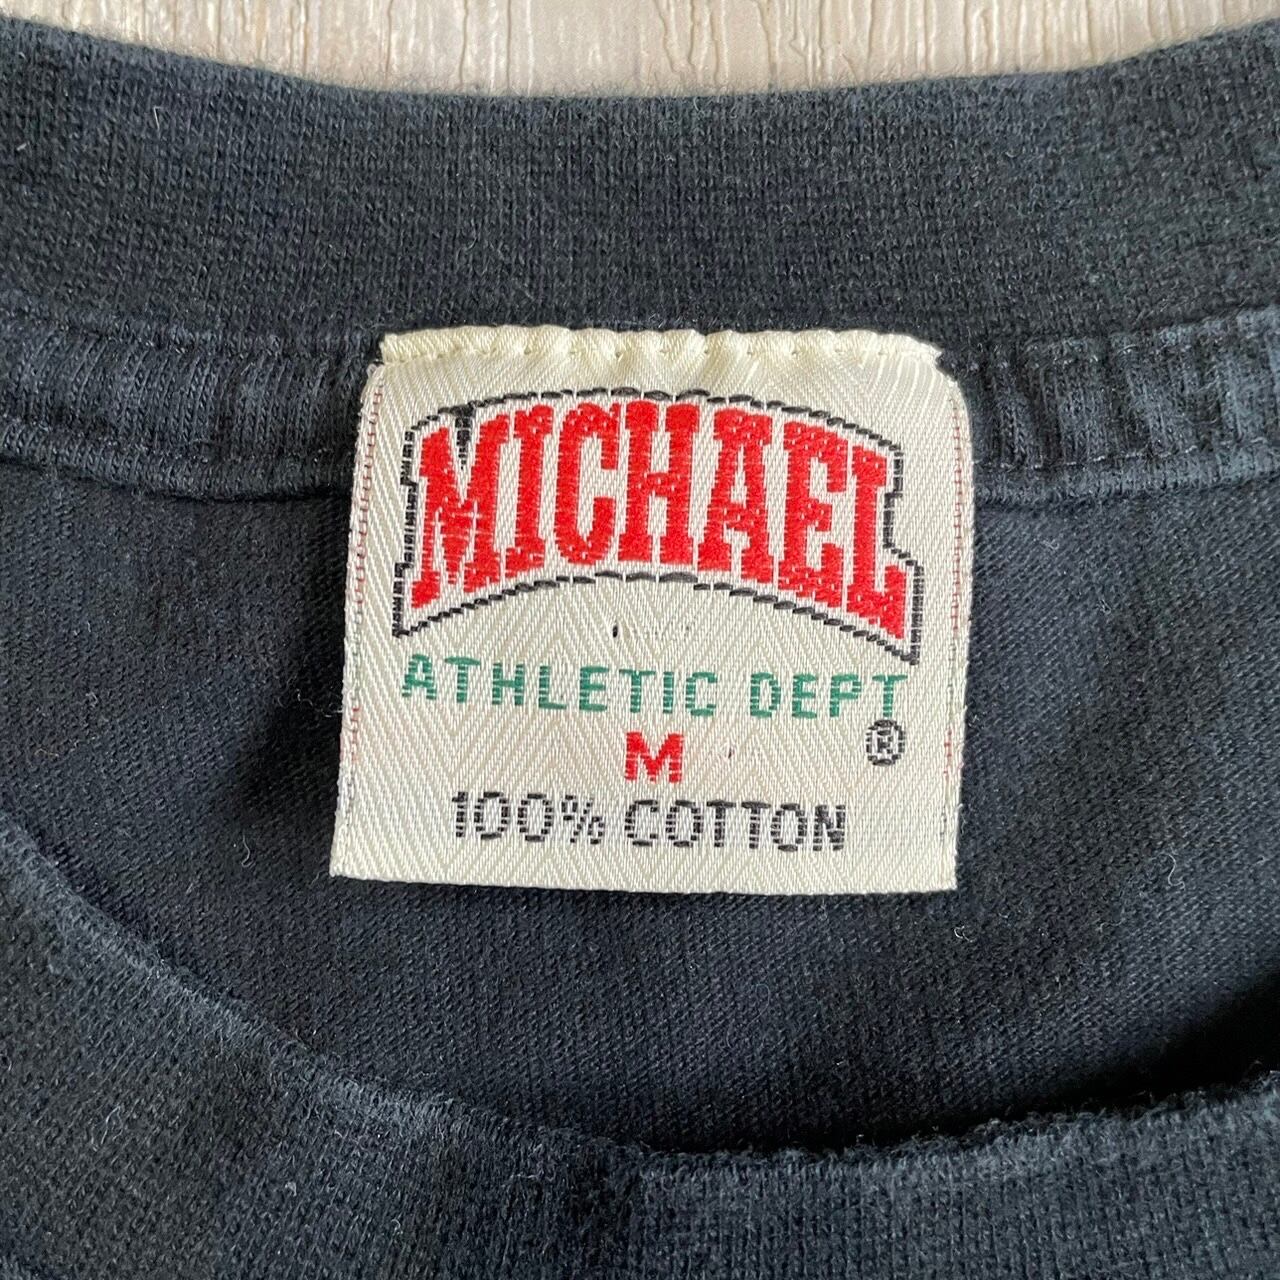 MICHAEL
ATHLETIC DEPT
®
M
100% COTTON